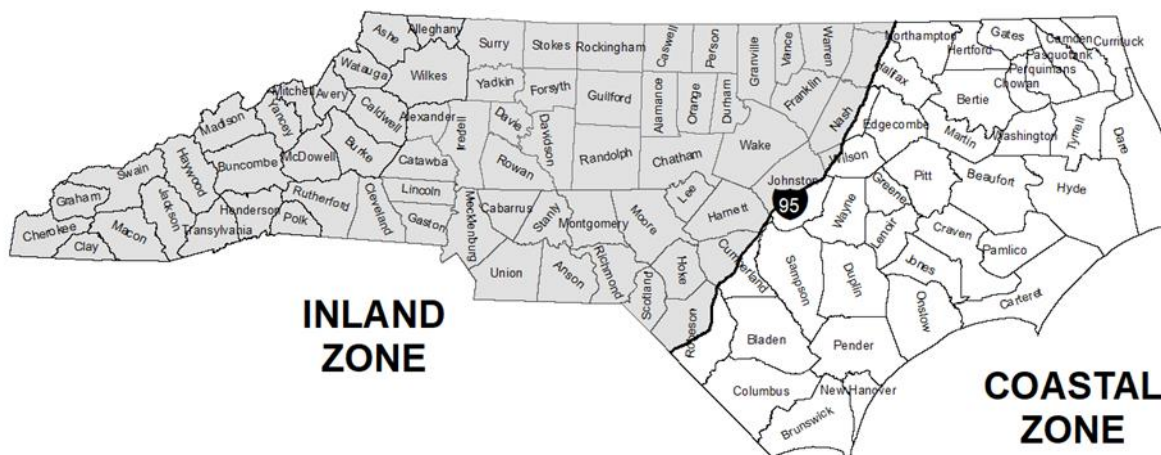 Ashe
Alleghany
Surry
Stokes
Rockingham
Caswell
Person
Granville
Vance
Warren
Northampton
Hertford
Gates
Camden
Currituck
Pasquotank
Perquimans
Chowan
Halifax
Watauga
Wilkes
Yadkin
Forsyth
Guilford
Alamance
Orange
Durham
Franklin
Nash
Bertie
Mitchell
Avery
Caldwell
Alexander
Iredell
Davie
Davidson
Edgecombe
Martin
Washington
Tyrrell
Dare
Madison
Yancey
McDowell
Burke
Catawba
Rowan
Randolph
Chatham
Wake
Wilson
Swain
Haywood
Buncombe
Johnston
Greene
Pitt
Beaufort
Hyde
Graham
Jackson
Henderson
Rutherford
Cleveland
Lincoln
Gaston
Mecklenburg
Cabarrus
Stanly
Montgomery
Moore
Lee
Harnett
95
Wayne
Lenoir
Craven
Pamlico
Cherokee
Macon
Clay
Transylvania
Polk
Union
Anson
Richmond
Scotland
Hoke
Cumberland
Sampson
Duplin
Jones
Onslow
Carteret
Robeson
Bladen
Pender
Columbus
New Hanover
Brunswick
INLAND
ZONE
COASTAL
ZONE